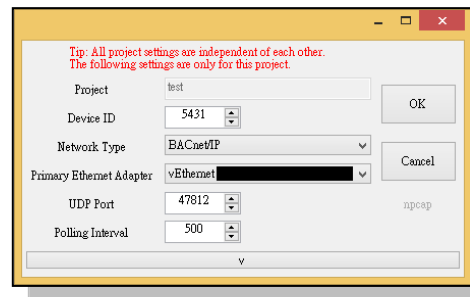 Tip: All project settings are independent of each other.
The following settings are only for this project.
Project test
Device ID 5431
OK
Network Type BACnet/IP
Primary Ethernet Adapter vEthernet
Cancel
UDP Port 47812
npcap
Polling Interval 500
v